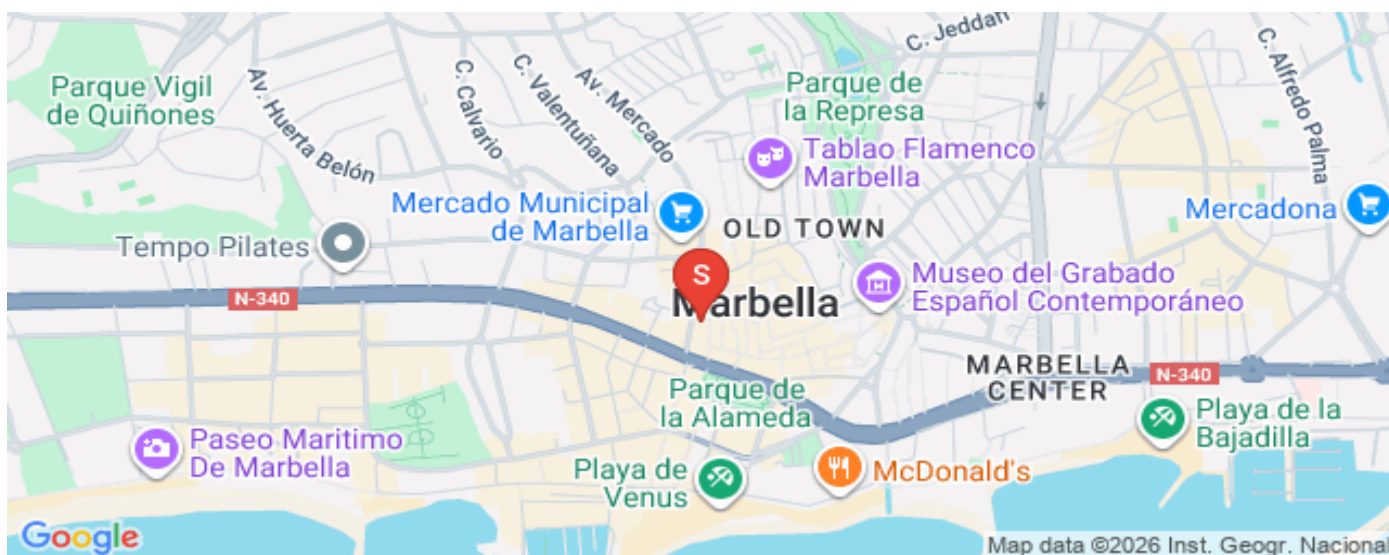 C. Jeddah
C. Alfredo Palma
Parque Vigil
de Quiñones
Av. Huerta Belón
C. Calvario
C. Valentuñana
Av. Mercado
Parque de
la Represa
Tablao Flamenco
Marbella
Mercado Municipal
de Marbella
OLD TOWN
Mercadona
Tempo Pilates
S
Marbella
Museo del Grabado
Español Contemporáneo
N-340
MARBELLA
CENTER
N-340
Parque de
la Alameda
Playa de la
Bajadilla
Paseo Maritimo
De Marbella
Playa de
Venus
McDonald's
Google
Map data ©2026 Inst. Geogr. Nacional